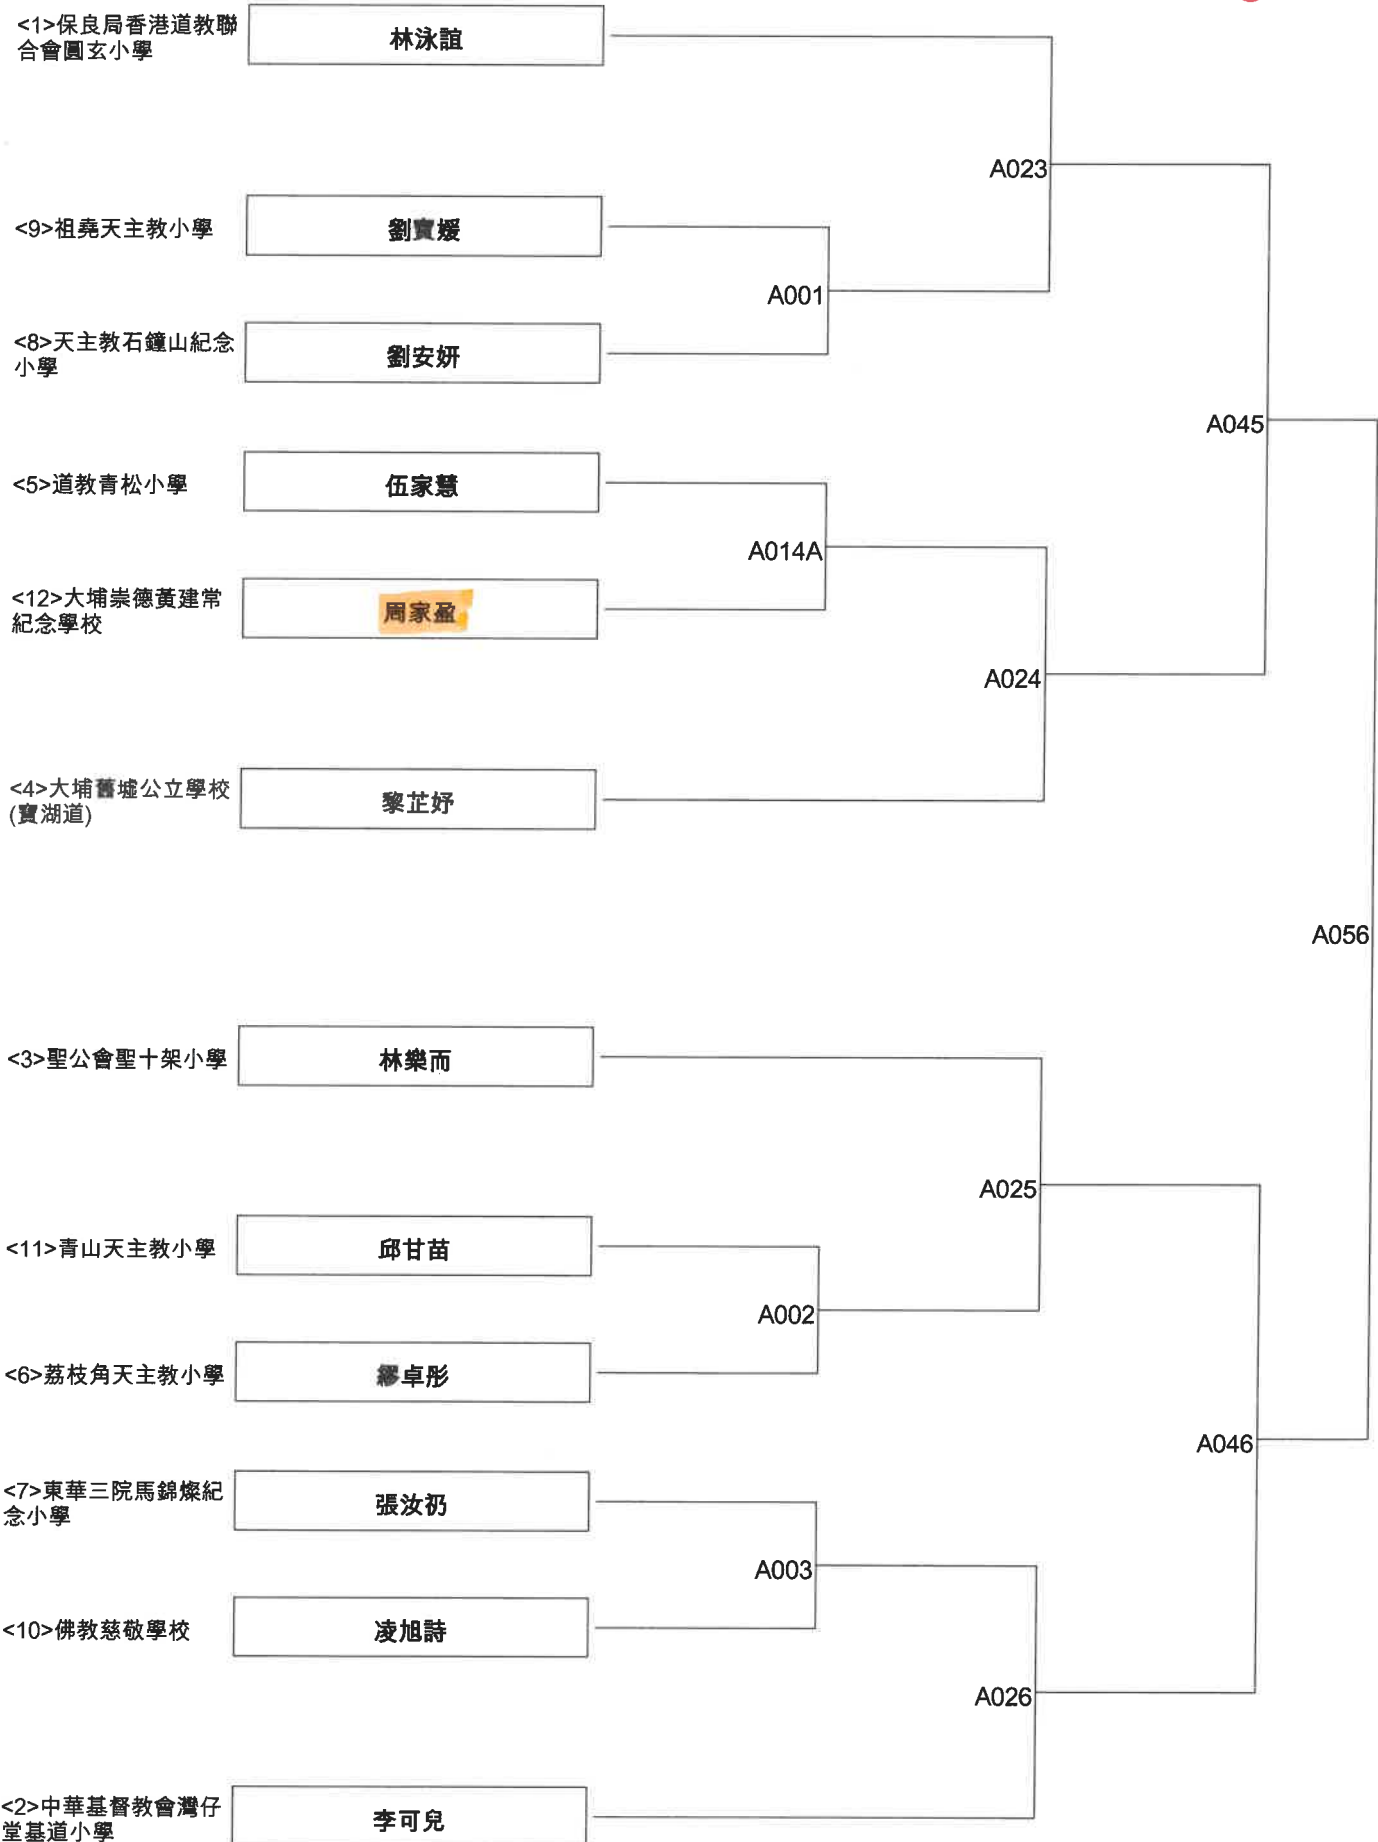 <1>保良局香港道教聯
合會圓玄小學
林泳誼
A023
<9>祖堯天主教小學
劉寶媛
A001
<8>天主教石鐘山紀念
小學
劉安妍
A045
<5>道教青松小學
伍家慧
A014A
<12>大埔崇德黃建常
紀念學校
周家盈
A024
<4>大埔舊墟公立學校
(寶湖道)
黎芷妤
A056
<3>聖公會聖十架小學
林樂而
A025
<11>青山天主教小學
邱甘苗
A002
<6>荔枝角天主教小學
繆卓彤
A046
<7>東華三院馬錦燦紀
念小學
張汝礽
A003
<10>佛教慈敬學校
凌旭詩
A026
<2>中華基督教會灣仔
堂基道小學
李可兒